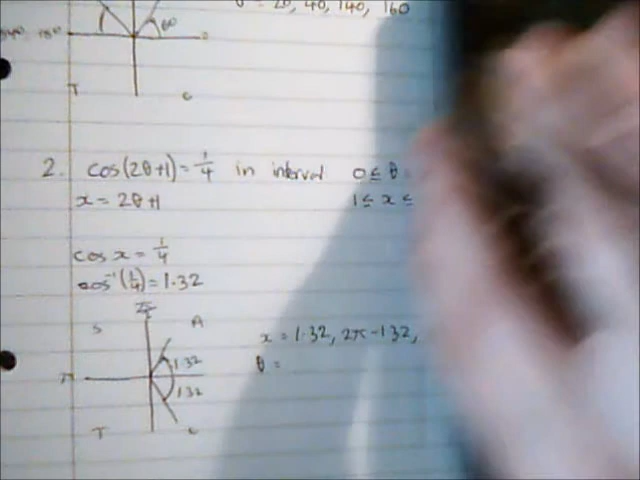 60
θ = 20, 40, 140, 160
T
C
2. cos(2θ+1) = 1/4 in interval 0 ≤ θ
x = 2θ+1
1 ≤ x ≤
cos x = 1/4
cos⁻¹(1/4) = 1.32
S
A
x = 1.32, 2π-1.32,
1.32
θ =
π
1.32
T
C